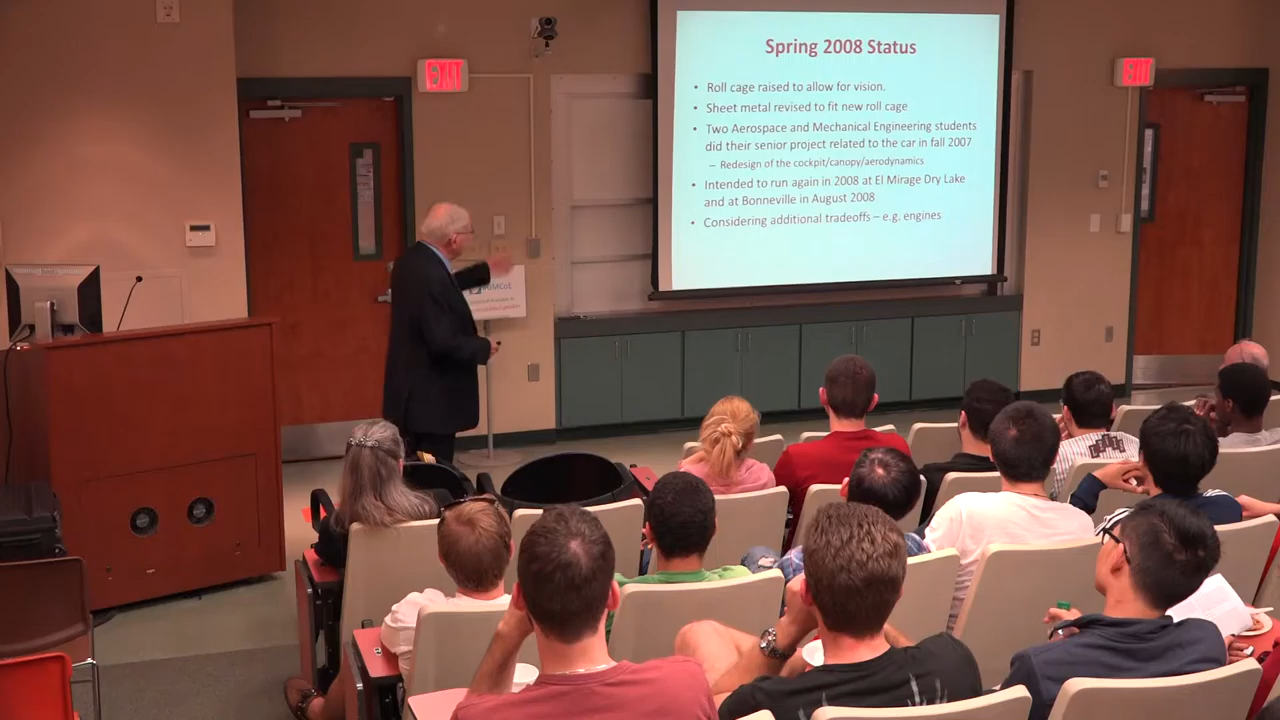 EXIT
EXIT
Spring 2008 Status
• Roll cage raised to allow for vision.
• Sheet metal revised to fit new roll cage
• Two Aerospace and Mechanical Engineering students
did their senior project related to the car in fall 2007
– Redesign of the cockpit/canopy/aerodynamics
• Intended to run again in 2008 at El Mirage Dry Lake
and at Bonneville in August 2008
• Considering additional tradeoffs – e.g. engines